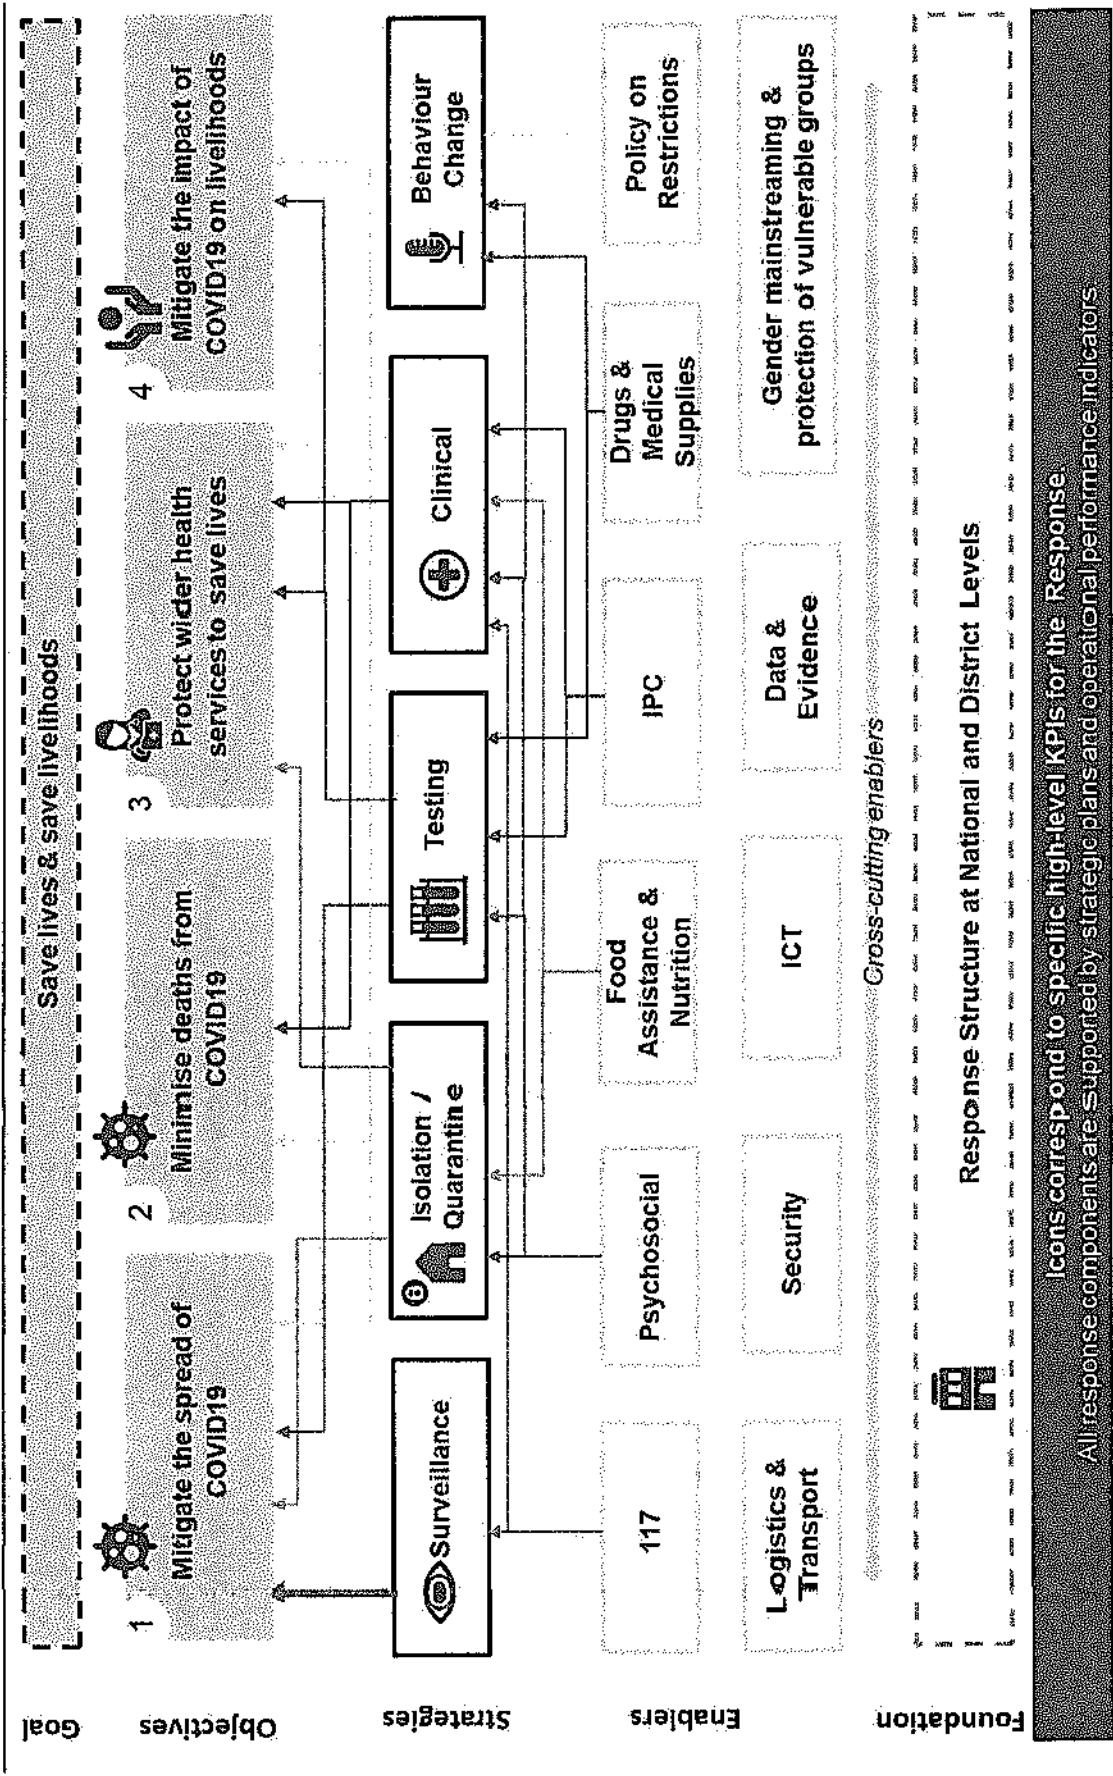 Goal
Save lives & save livelihoods
Objectives
1
Mitigate the spread of
COVID19
2
Minimise deaths from
COVID19
3
Protect wider health
services to save lives
4
Mitigate the impact of
COVID19 on livelihoods
Strategies
Surveillance
Isolation /
Quarantine
Testing
Clinical
Behaviour
Change
Enablers
117
Psychosocial
Food
Assistance &
Nutrition
IPC
Drugs &
Medical
Supplies
Policy on
Restrictions
Logistics &
Transport
Security
ICT
Data &
Evidence
Gender mainstreaming &
protection of vulnerable groups
Cross-cutting enablers
Foundation
Response Structure at National and District Levels
Icons correspond to specific high-level KPIs for the Response.
All response components are supported by strategic plans and operational performance indicators